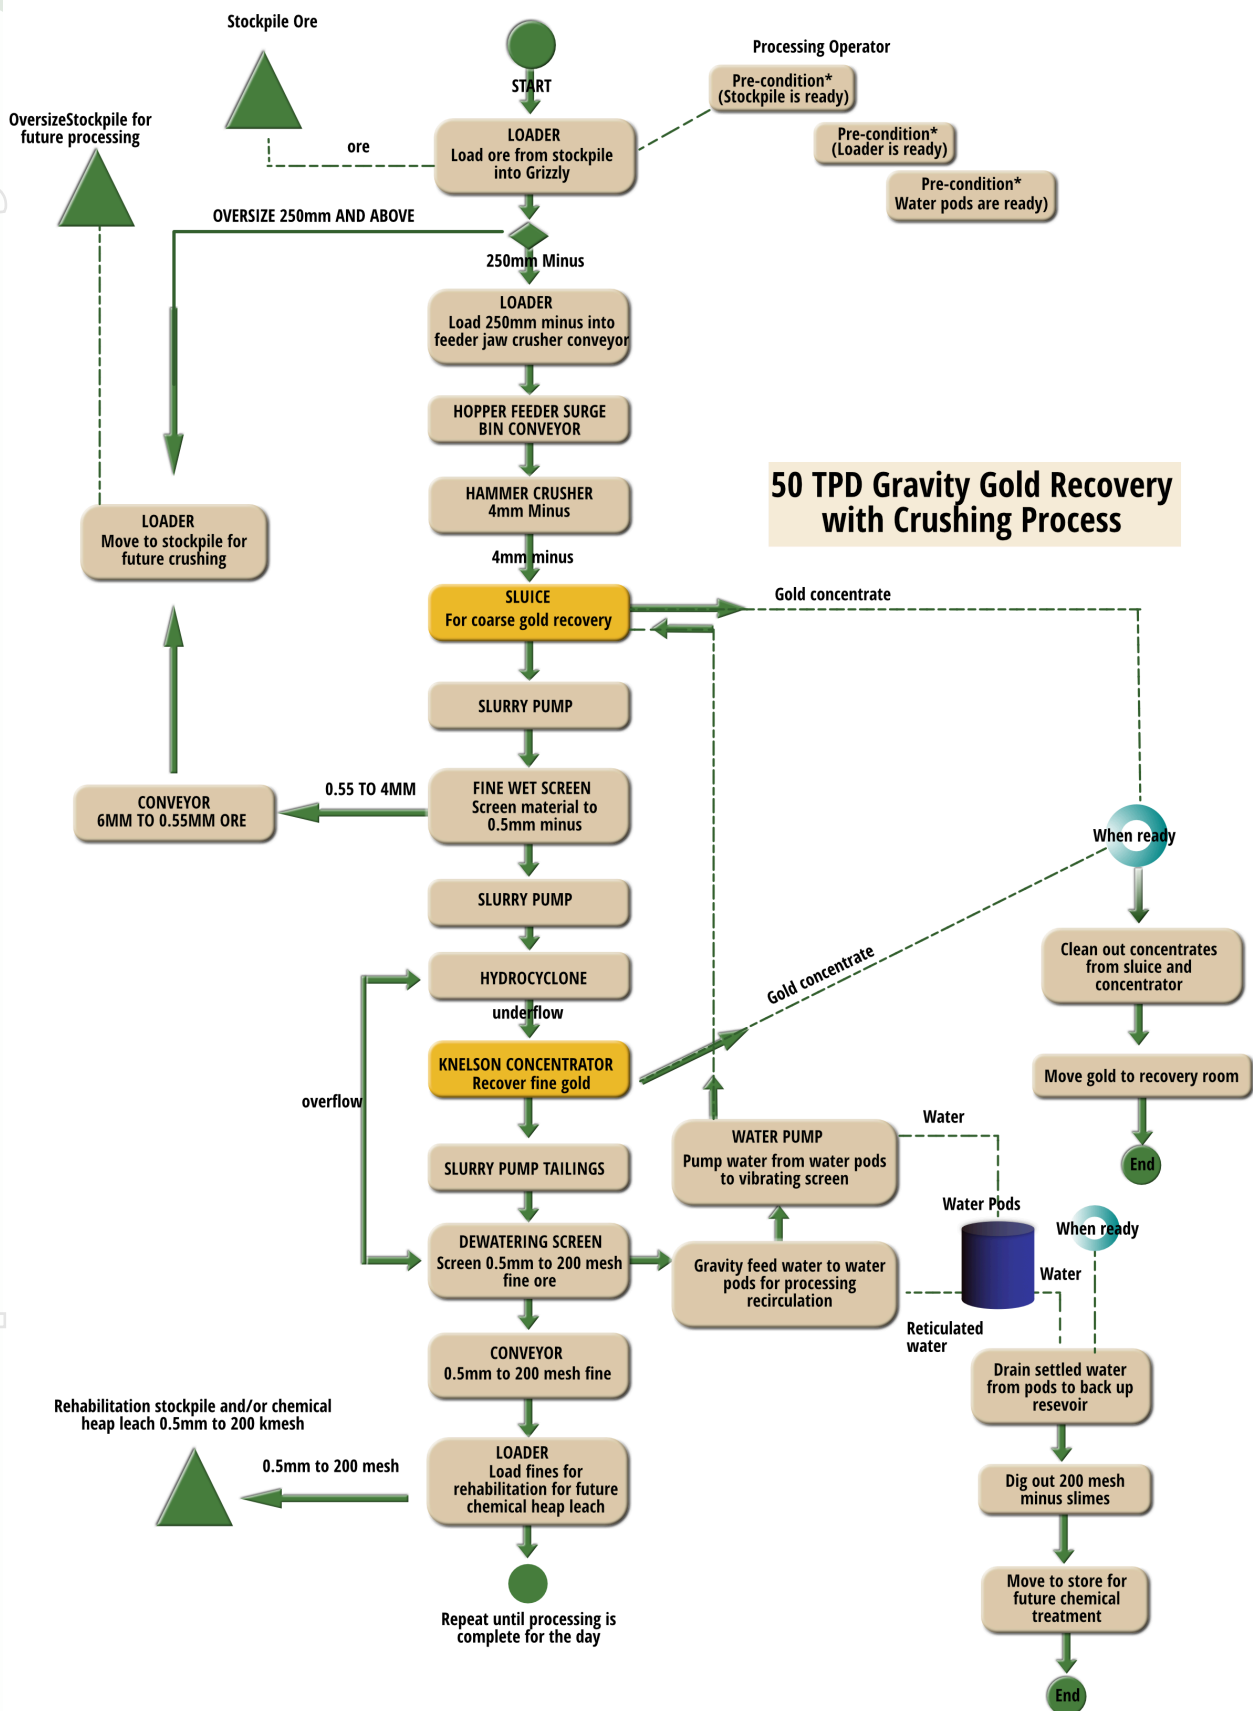 Stockpile Ore
START
Processing Operator
Pre-condition*
(Stockpile is ready)
OversizeStockpile for
future processing
ore
LOADER
Load ore from stockpile
into Grizzly
Pre-condition*
(Loader is ready)
Pre-condition*
Water pods are ready)
OVERSIZE 250mm AND ABOVE
250mm Minus
LOADER
Load 250mm minus into
feeder jaw crusher conveyor
HOPPER FEEDER SURGE
BIN CONVEYOR
HAMMER CRUSHER
4mm Minus
50 TPD Gravity Gold Recovery
with Crushing Process
LOADER
Move to stockpile for
future crushing
4mm minus
SLUICE
For coarse gold recovery
Gold concentrate
SLURRY PUMP
0.55 TO 4MM
FINE WET SCREEN
Screen material to
0.5mm minus
CONVEYOR
6MM TO 0.55MM ORE
When ready
SLURRY PUMP
Clean out concentrates
from sluice and
concentrator
HYDROCYCLONE
Gold concentrate
underflow
KNELSON CONCENTRATOR
Recover fine gold
Move gold to recovery room
overflow
Water
WATER PUMP
Pump water from water pods
to vibrating screen
SLURRY PUMP TAILINGS
End
Water Pods
When ready
DEWATERING SCREEN
Screen 0.5mm to 200 mesh
fine ore
Gravity feed water to water
pods for processing
recirculation
Water
Reticulated
water
CONVEYOR
0.5mm to 200 mesh fine
Drain settled water
from pods to back up
resevoir
Rehabilitation stockpile and/or chemical
heap leach 0.5mm to 200 kmesh
0.5mm to 200 mesh
LOADER
Load fines for
rehabilitation for future
chemical heap leach
Dig out 200 mesh
minus slimes
Move to store for
future chemical
treatment
Repeat until processing is
complete for the day
End